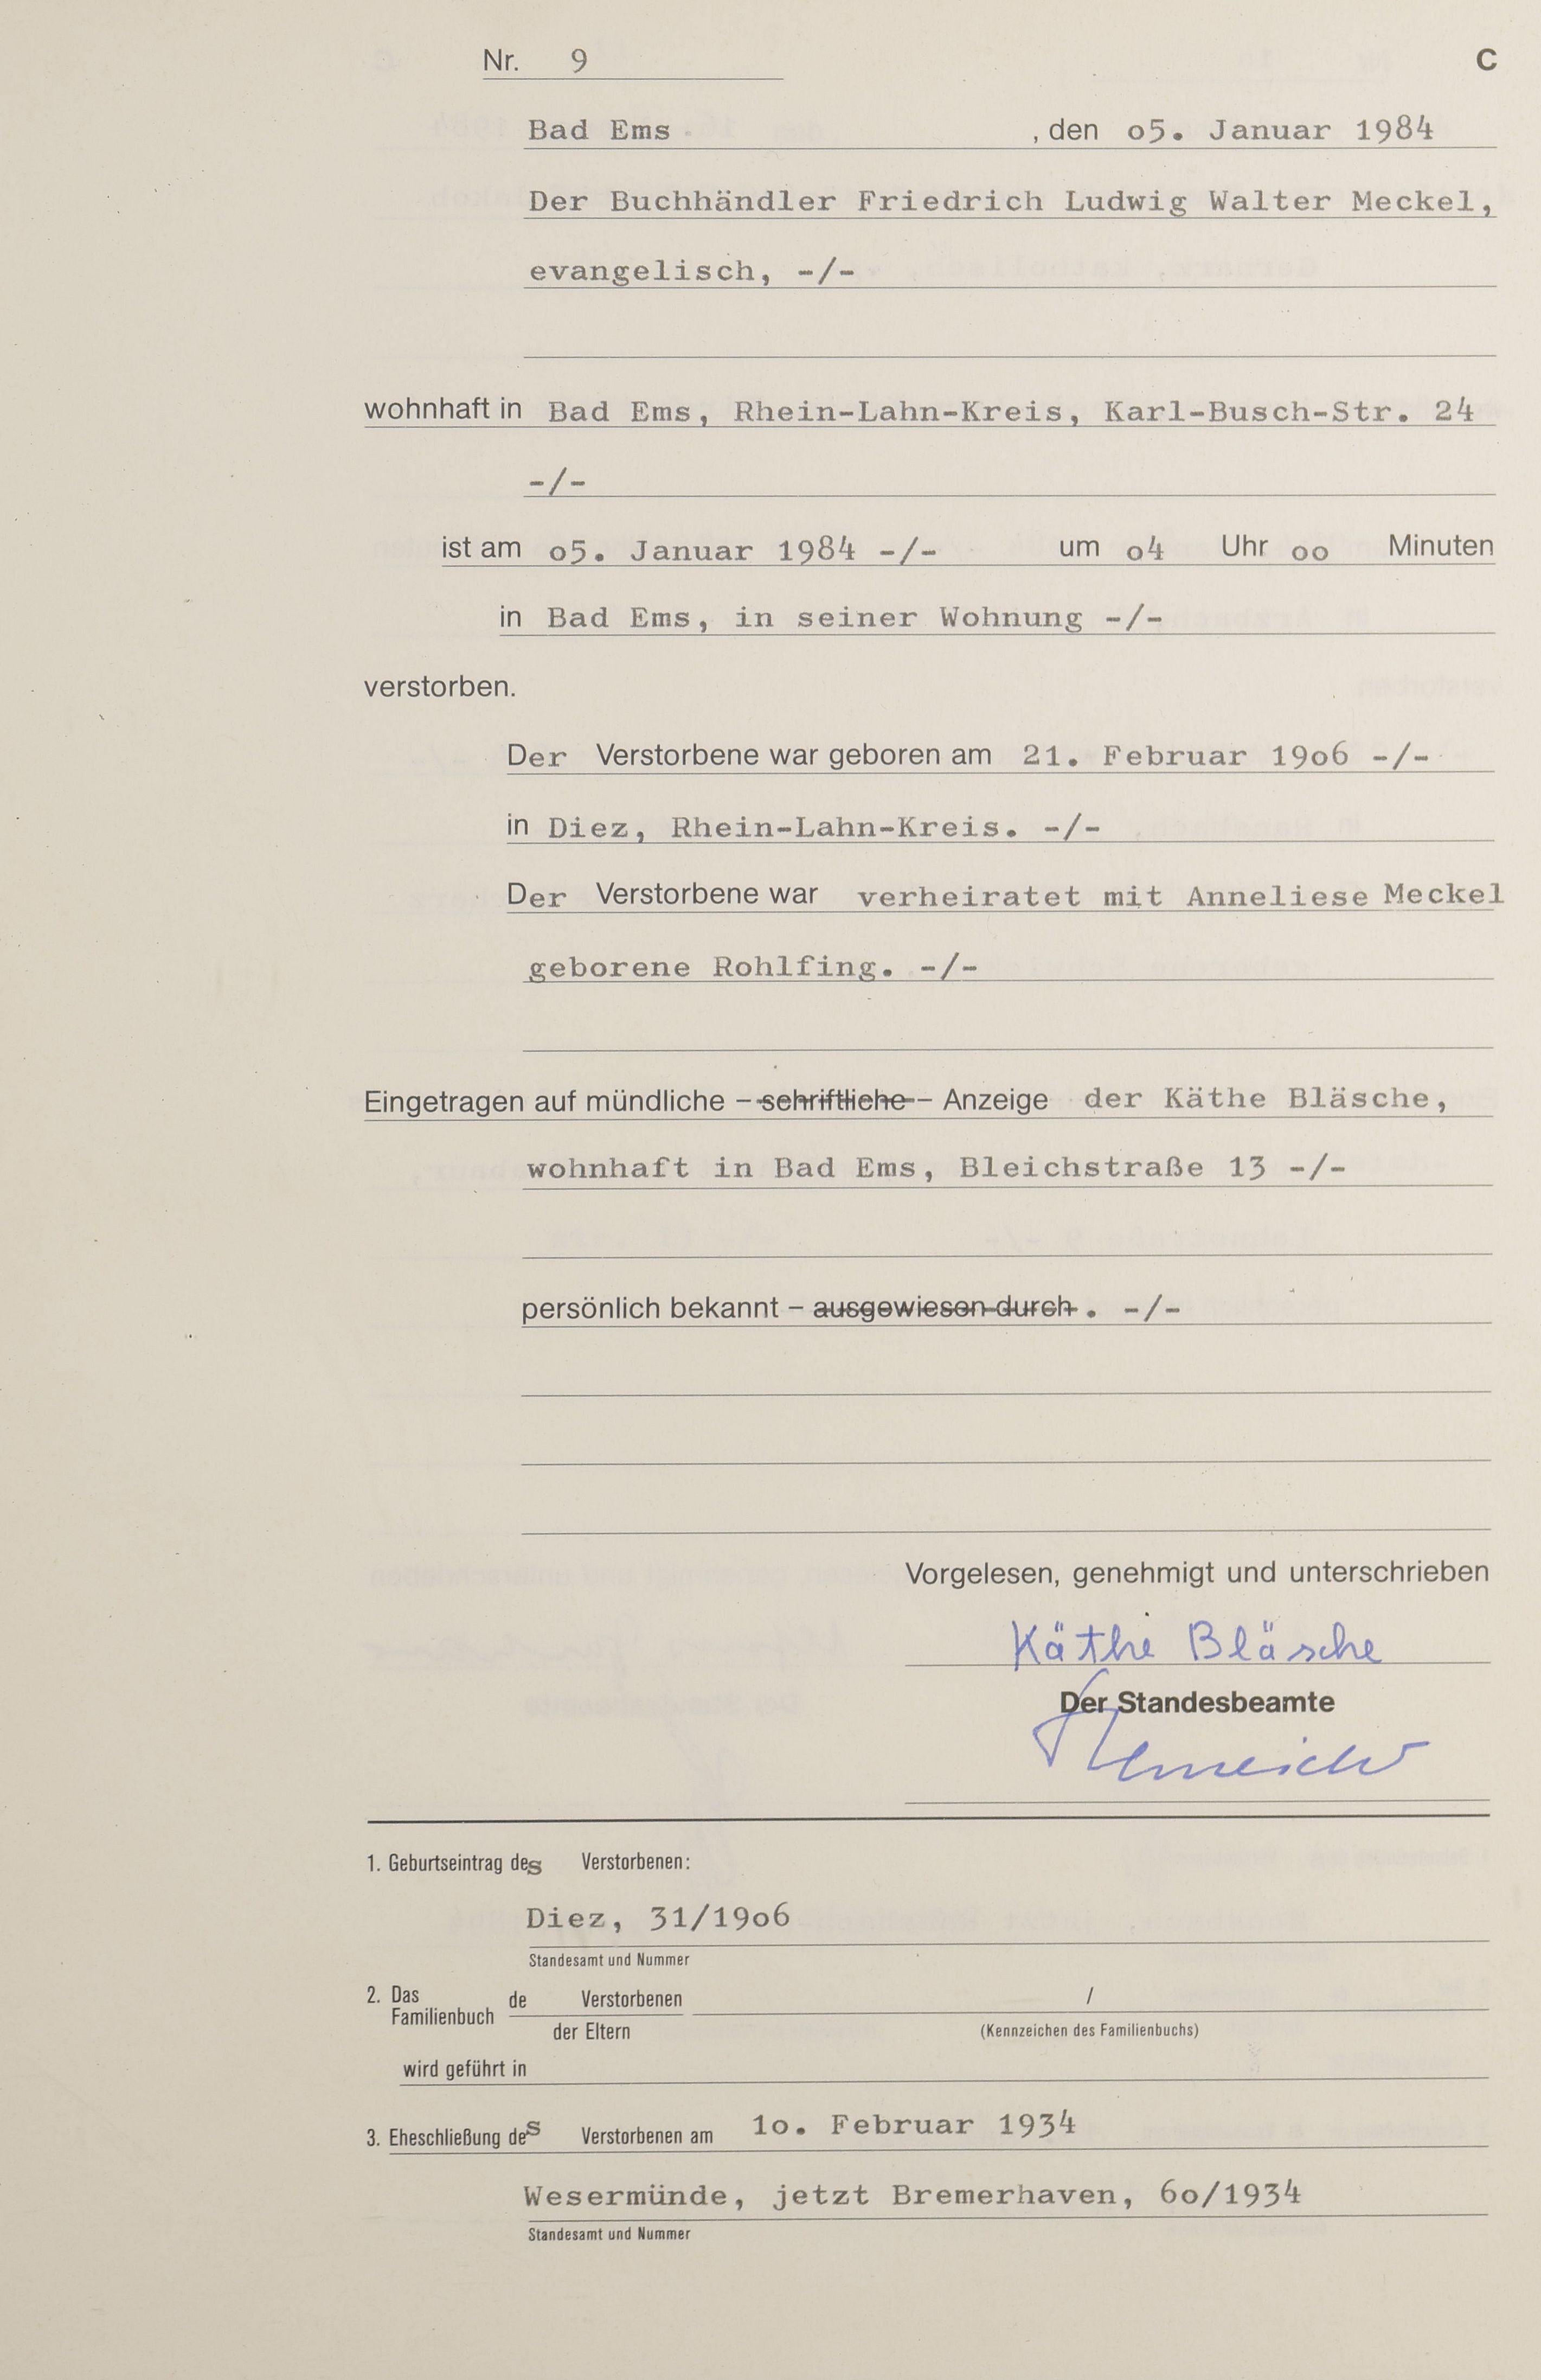 Nr. 9 C
Bad Ems , den o5. Januar 1984
Der Buchhändler Friedrich Ludwig Walter Meckel,
evangelisch, -/-
wohnhaft in Bad Ems, Rhein-Lahn-Kreis, Karl-Busch-Str. 24
-/-
ist am o5. Januar 1984 -/- um o4 Uhr oo Minuten
in Bad Ems, in seiner Wohnung -/-
verstorben.
Der Verstorbene war geboren am 21. Februar 19o6 -/-
in Diez, Rhein-Lahn-Kreis. -/-
Der Verstorbene war verheiratet mit Anneliese Meckel
geborene Rohlfing. -/-
Eingetragen auf mündliche – schriftliche – Anzeige der Käthe Bläsche,
wohnhaft in Bad Ems, Bleichstraße 13 -/-
persönlich bekannt – ausgewiesen durch . -/-
Vorgelesen, genehmigt und unterschrieben
Käthe Bläsche
Der Standesbeamte
1. Geburtseintrag des Verstorbenen:
Diez, 31/19o6
Standesamt und Nummer
2. Das Familienbuch de Verstorbenen /
der Eltern (Kennzeichen des Familienbuchs)
wird geführt in
3. Eheschließung des Verstorbenen am 1o. Februar 1934
Wesermünde, jetzt Bremerhaven, 6o/1934
Standesamt und Nummer